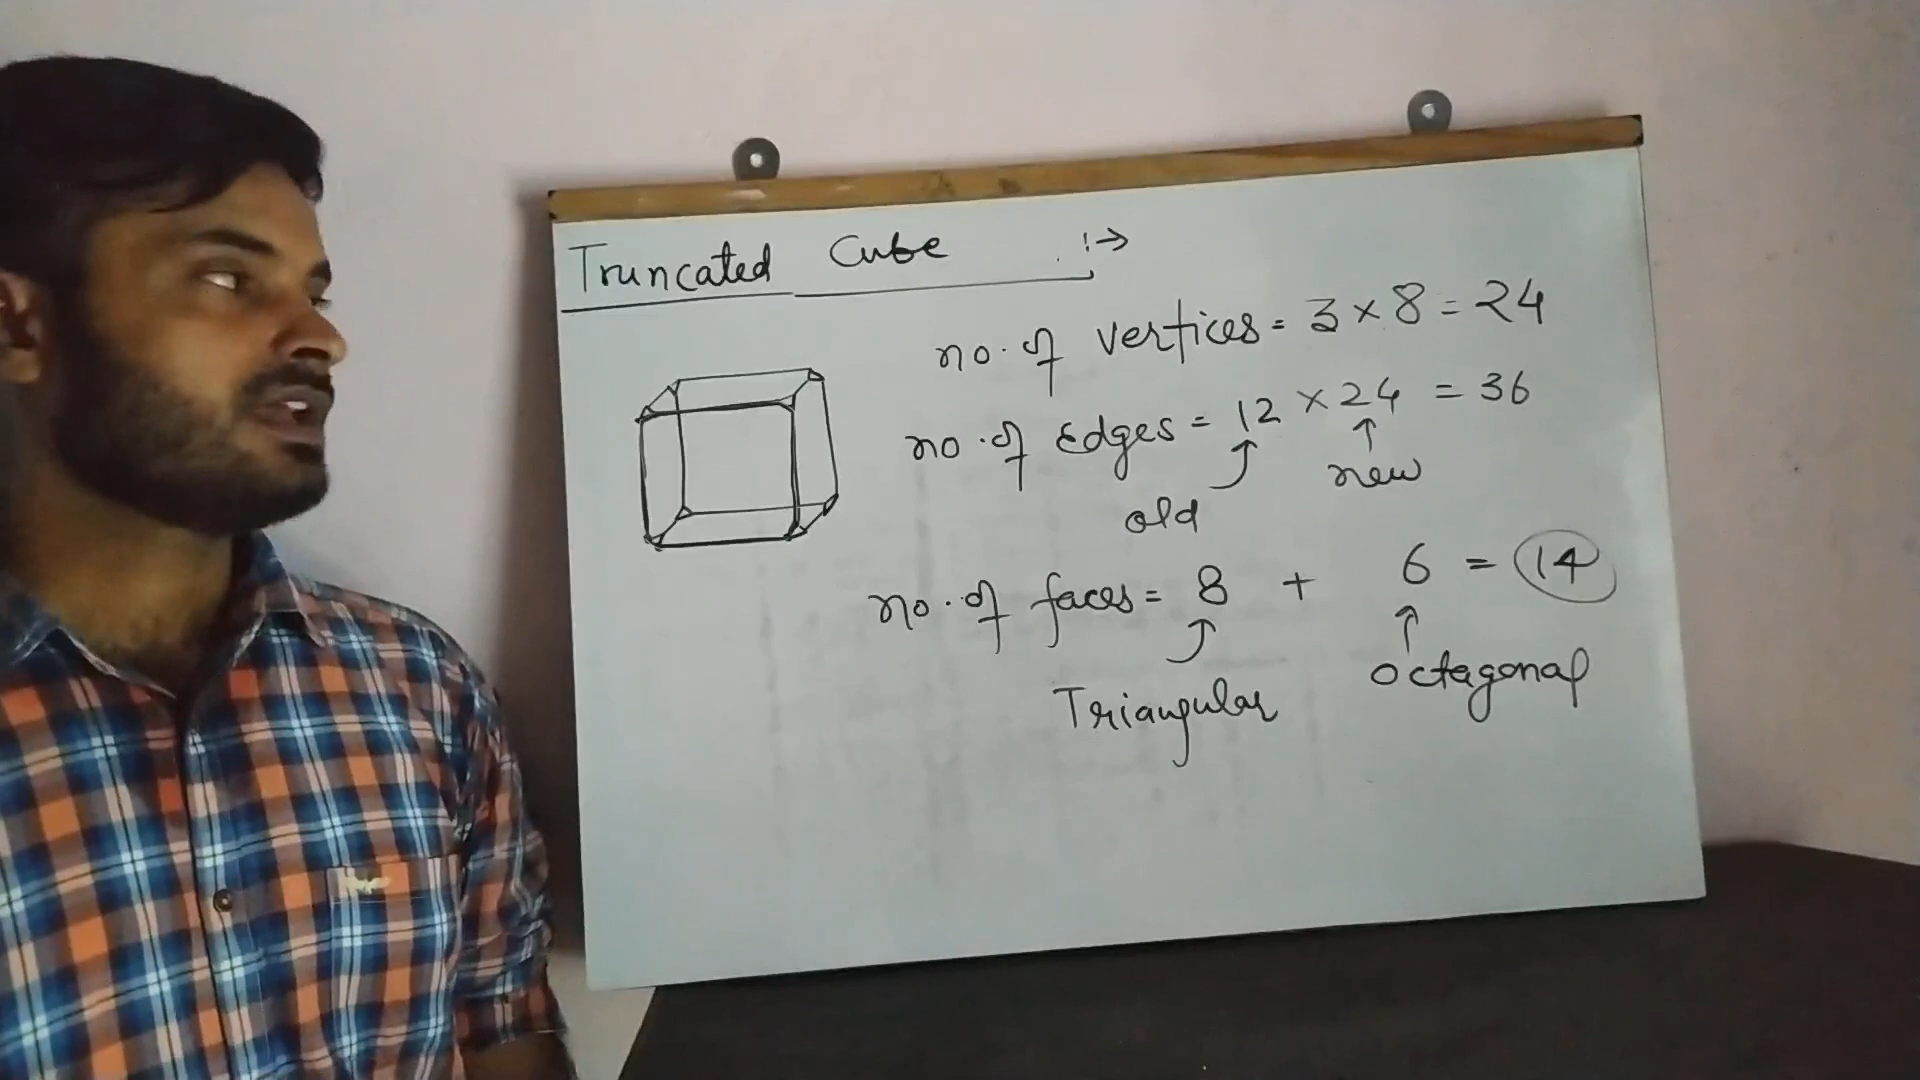 Truncated Cube :→
no. of vertices = 3 × 8 = 24
no. of Edges = 12 × 24 = 36
old
new
no. of faces = 8 + 6 = 14
Triangular
Octagonal